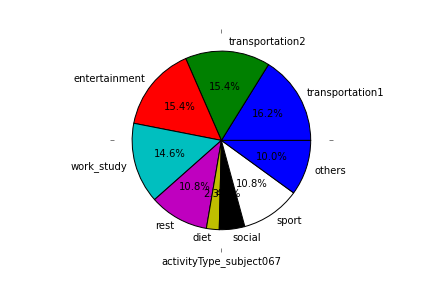 transportation2
entertainment
15.4%
transportation1
15.4%
16.2%
work_study
14.6%
10.0%
others
10.8%
10.8%
rest
sport
diet
social
activityType_subject067